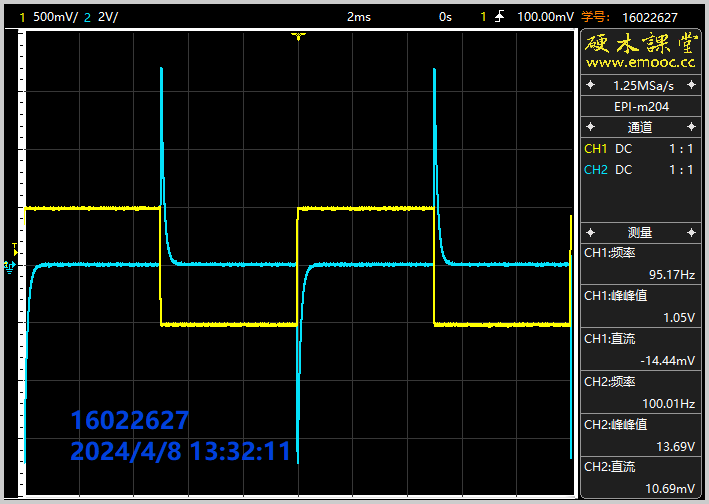 1 500mV/ 2 2V/ 2ms 0s 1 100.00mV 学号: 16022627
硬木課堂
www.emooc.cc
1.25MSa/s
EPI-m204
通道
CH1 DC 1 : 1
CH2 DC 1 : 1
测量
CH1:频率
95.17Hz
CH1:峰峰值
1.05V
CH1:直流
-14.44mV
CH2:频率
100.01Hz
CH2:峰峰值
13.69V
CH2:直流
10.69mV
T
16022627
2024/4/8 13:32:11